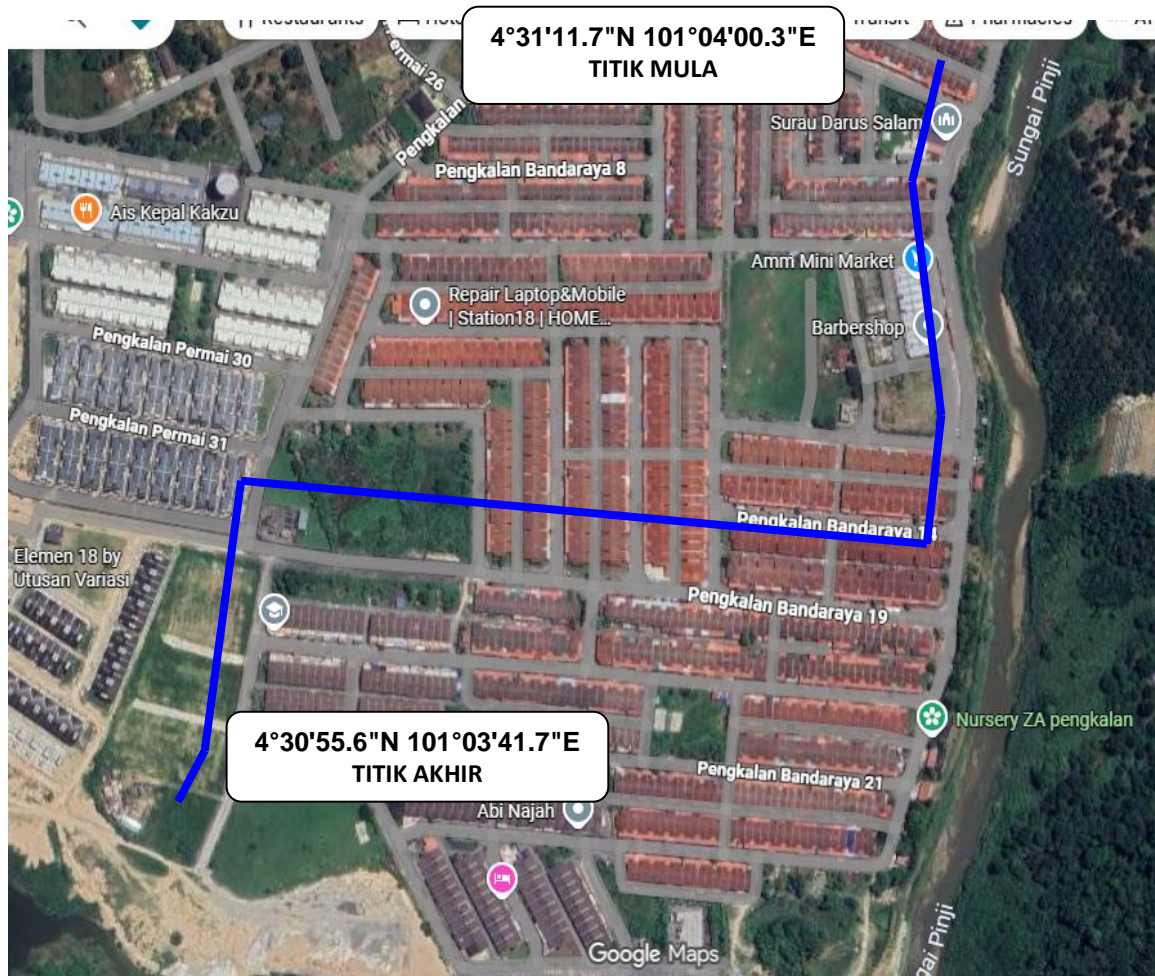 Restaurants
Transit
Pharmacies
4°31'11.7"N 101°04'00.3"E
TITIK MULA
Permai 26
Pengkalan
Sungai Pinji
Surau Darus Salam
Pengkalan Bandaraya 8
Ais Kepal Kakzu
Amm Mini Market
Repair Laptop&Mobile
| Station18 | HOME...
Barbershop
Pengkalan Permai 30
Pengkalan Permai 31
Pengkalan Bandaraya 14
Elemen 18 by
Utusan Variasi
Pengkalan Bandaraya 19
Nursery ZA pengkalan
4°30'55.6"N 101°03'41.7"E
TITIK AKHIR
Pengkalan Bandaraya 21
Abi Najah
Google Maps
gai Pinji